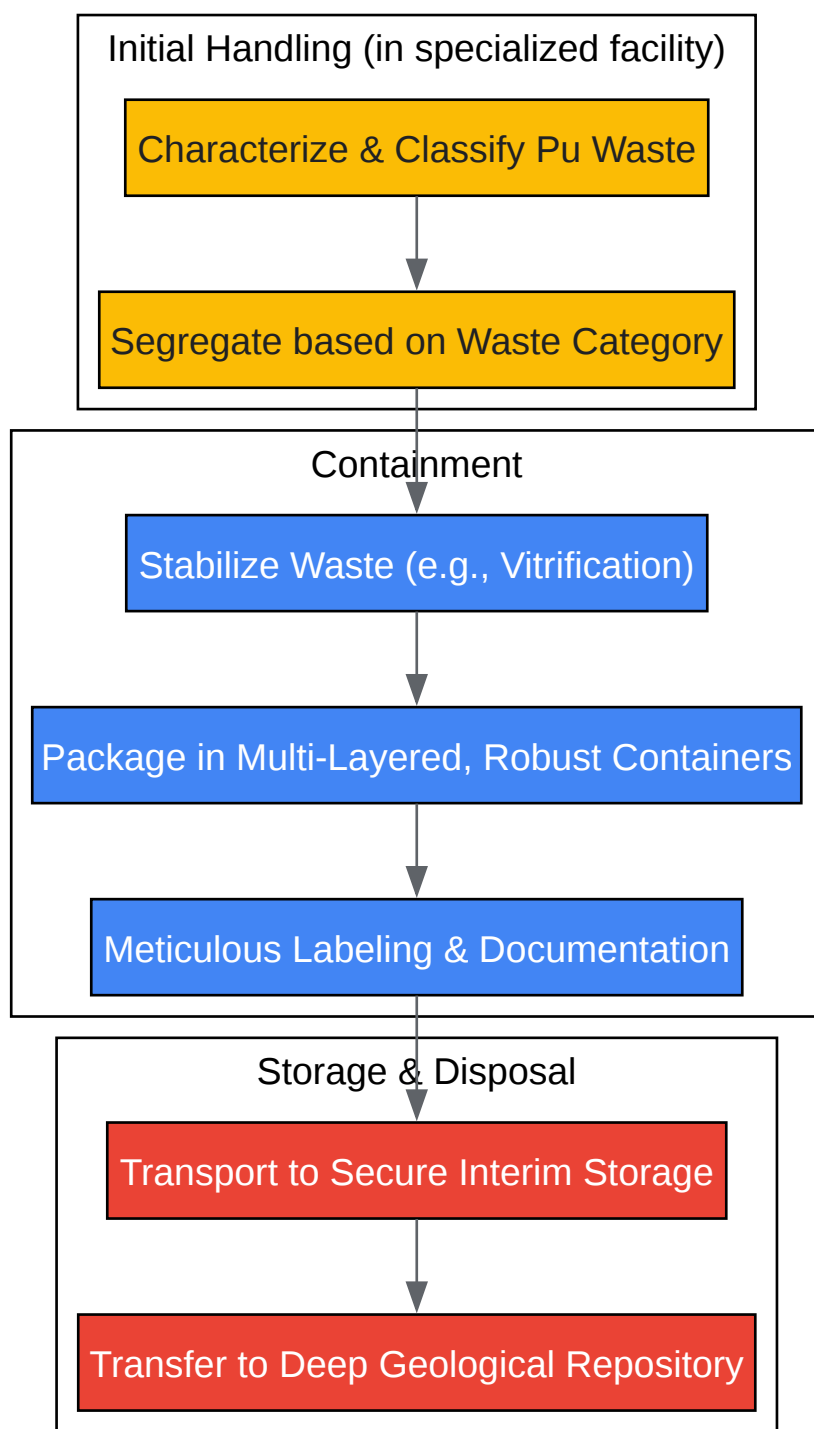 Initial Handling (in specialized facility)
Characterize & Classify Pu Waste
Segregate based on Waste Category
Containment
Stabilize Waste (e.g., Vitrification)
Package in Multi-Layered, Robust Containers
Meticulous Labeling & Documentation
Storage & Disposal
Transport to Secure Interim Storage
Transfer to Deep Geological Repository